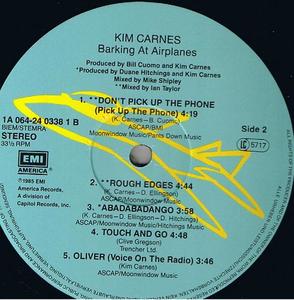 KIM CARNES
Barking At Airplanes
Produced by Bill Cuomo and Kim Carnes
*Produced by Duane Hitchings and Kim Carnes
Mixed by Mike Shipley
**Mixed by Ian Taylor
1A 064-24 0338 1 B
BIEM/STEMRA
STEREO
33⅓ RPM
1. **DON'T PICK UP THE PHONE
(Pick Up The Phone) 4:19
(K. Carnes - B. Cuomo)
ASCAP/BMI
Moonwindow Music/Pants Down Music
Side 2
LC 5717
EMI
AMERICA
℗1985 EMI
America Records,
A division of
Capitol Records, Inc.
2. **ROUGH EDGES 4:44
(K. Carnes - D. Ellingson)
ASCAP/Moonwindow Music
3. *ABADABADANGO 3:58
(K. Carnes - D. Ellingson - D. Hitchings)
ASCAP/Moonwindow Music/Hitchings Music
4. TOUCH AND GO 4:48
(Clive Gregson)
Trencher Ltd.
5. OLIVER (Voice On The Radio) 3:46
(Kim Carnes)
ASCAP/Moonwindow Music